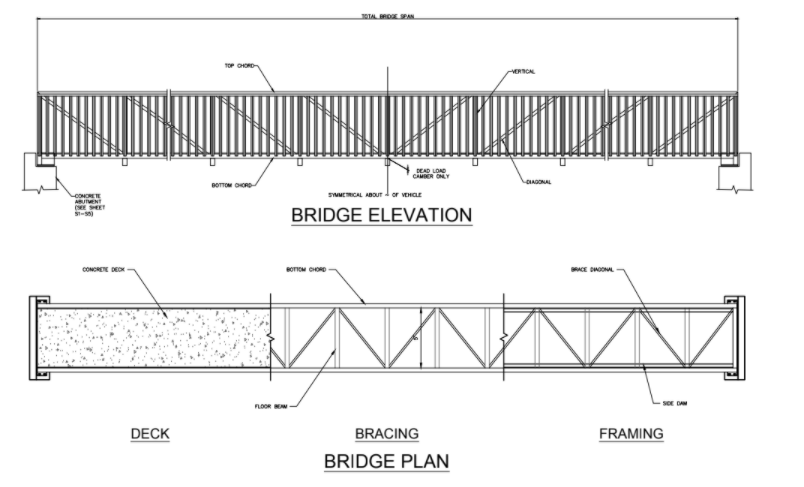 TOTAL BRIDGE SPAN
TOP CHORD
VERTICAL
BOTTOM CHORD
DEAD LOAD
CAMBER ONLY
DIAGONAL
CONCRETE
ABUTMENT
(SEE SHEET
S1-S5)
SYMMETRICAL ABOUT - OF VEHICLE
BRIDGE ELEVATION
CONCRETE DECK
BOTTOM CHORD
BRACE DIAGONAL
FLOOR BEAM
SIDE DAM
DECK
BRACING
FRAMING
BRIDGE PLAN